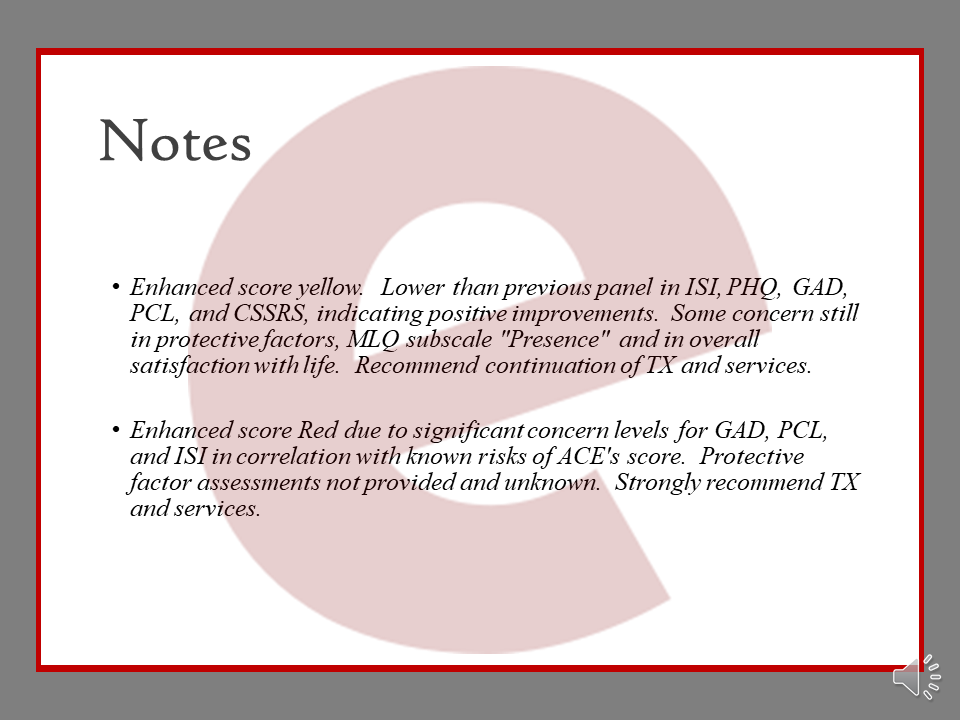 Notes
• Enhanced score yellow.  Lower than previous panel in ISI, PHQ, GAD,
PCL, and CSSRS, indicating positive improvements.  Some concern still
in protective factors, MLQ subscale "Presence" and in overall
satisfaction with life.  Recommend continuation of TX and services.
• Enhanced score Red due to significant concern levels for GAD, PCL,
and ISI in correlation with known risks of ACE's score.  Protective
factor assessments not provided and unknown.  Strongly recommend TX
and services.